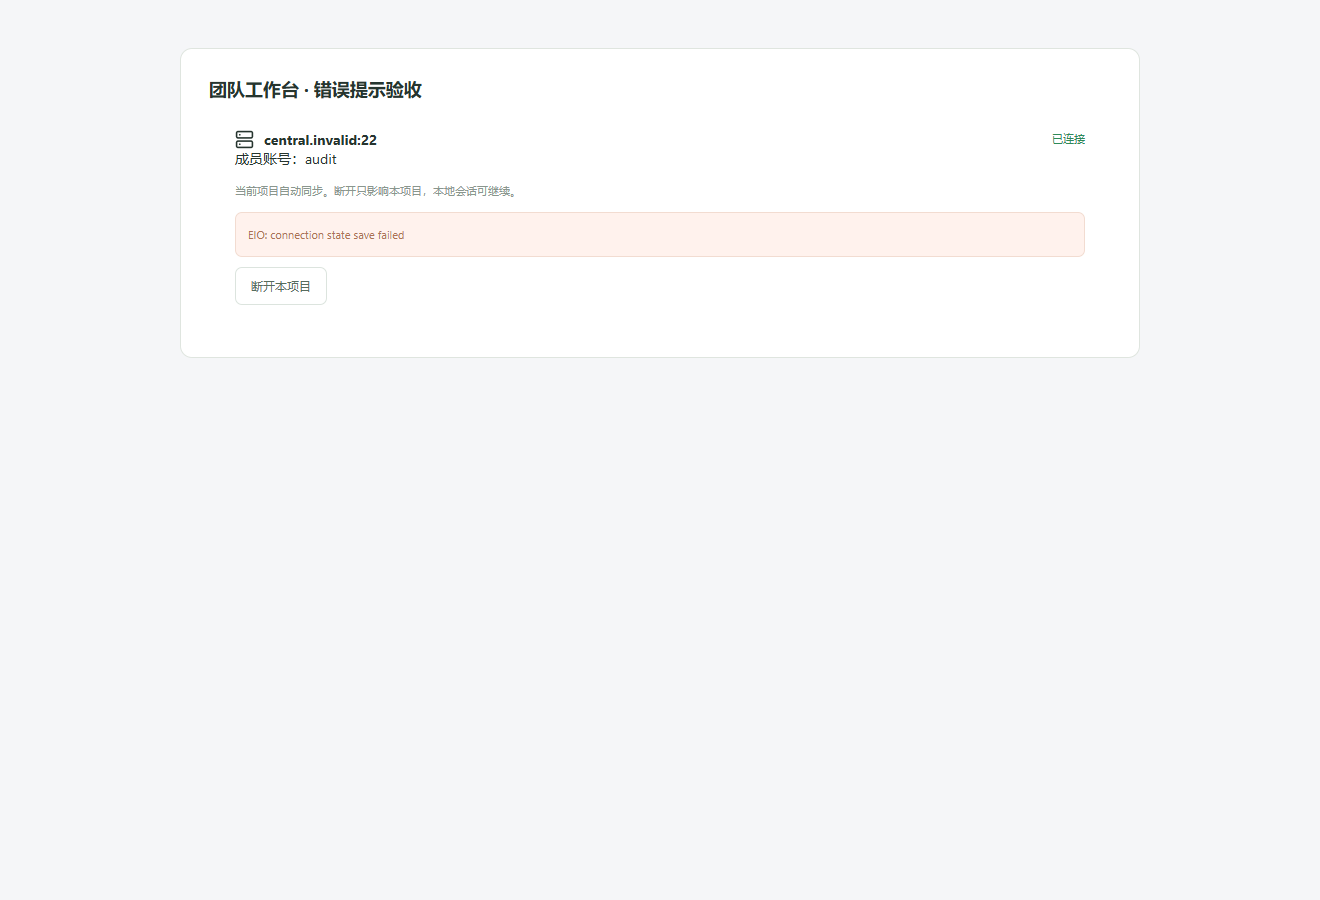 团队工作台 · 错误提示验收
central.invalid:22
已连接
成员账号：audit
当前项目自动同步。断开只影响本项目，本地会话可继续。
EIO: connection state save failed
断开本项目